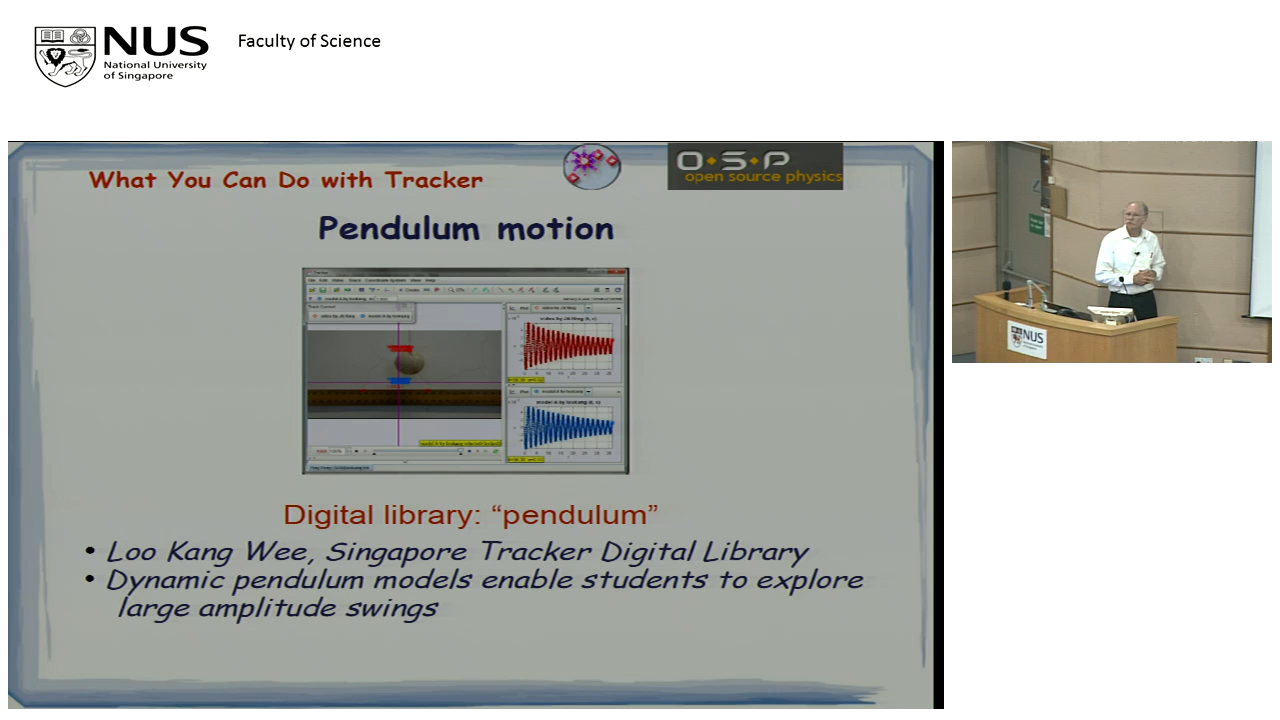 NUS
National University
of Singapore
Faculty of Science
What You Can Do with Tracker
O·S·P
open source physics
Pendulum motion
Digital library: “pendulum”
• Loo Kang Wee, Singapore Tracker Digital Library
• Dynamic pendulum models enable students to explore
large amplitude swings
NUS